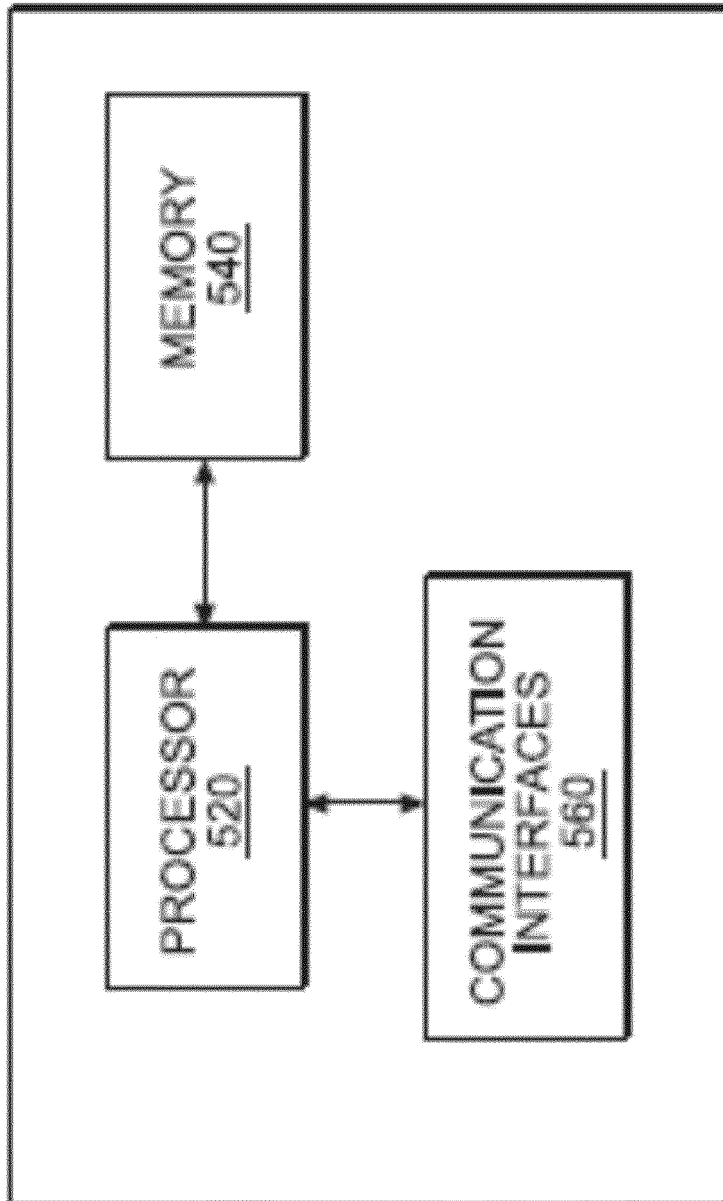 PROCESSOR
520
MEMORY
540
COMMUNICATION
INTERFACES
560